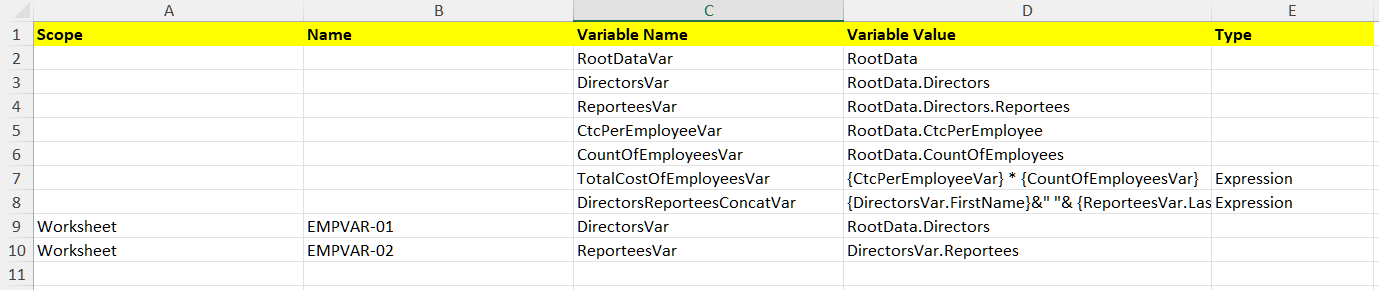 A B C D E
1 Scope Name Variable Name Variable Value Type
2 RootDataVar RootData
3 DirectorsVar RootData.Directors
4 ReporteesVar RootData.Directors.Reportees
5 CtcPerEmployeeVar RootData.CtcPerEmployee
6 CountOfEmployeesVar RootData.CountOfEmployees
7 TotalCostOfEmployeesVar {CtcPerEmployeeVar} * {CountOfEmployeesVar} Expression
8 DirectorsReporteesConcatVar {DirectorsVar.FirstName}&" "& {ReporteesVar.Las Expression
9 Worksheet EMPVAR-01 DirectorsVar RootData.Directors
10 Worksheet EMPVAR-02 ReporteesVar DirectorsVar.Reportees
11